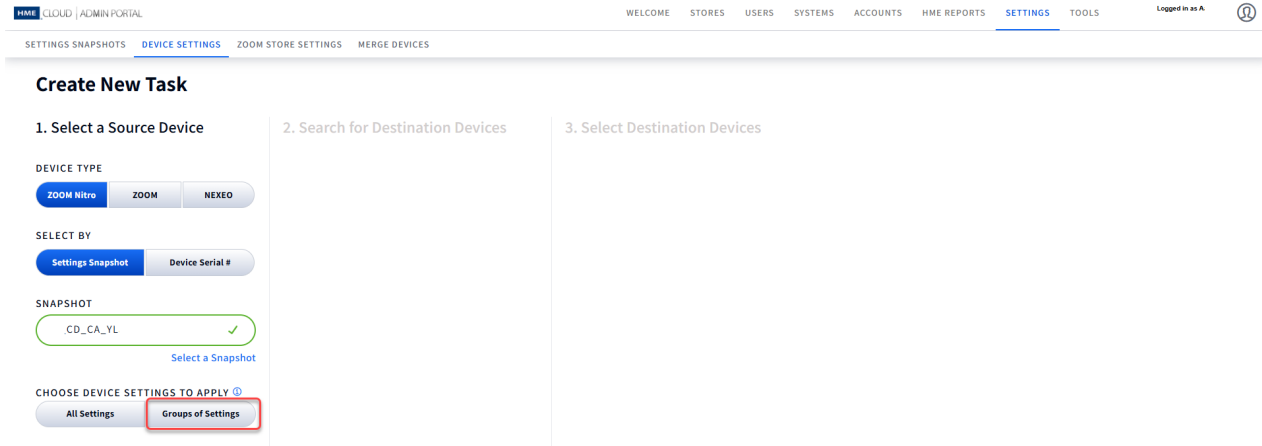 HME CLOUD | ADMIN PORTAL
WELCOME STORES USERS SYSTEMS ACCOUNTS HME REPORTS SETTINGS TOOLS Logged in as A.
SETTINGS SNAPSHOTS DEVICE SETTINGS ZOOM STORE SETTINGS MERGE DEVICES
Create New Task
1. Select a Source Device
2. Search for Destination Devices
3. Select Destination Devices
DEVICE TYPE
ZOOM Nitro ZOOM NEXEO
SELECT BY
Settings Snapshot Device Serial #
SNAPSHOT
_CD_CA_YL
Select a Snapshot
CHOOSE DEVICE SETTINGS TO APPLY
All Settings Groups of Settings